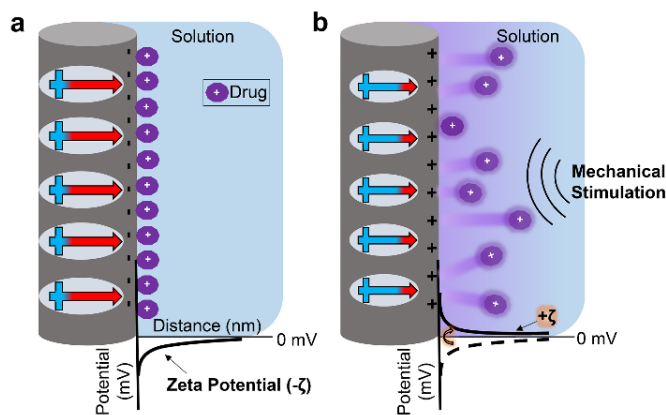 a
Solution
+ Drug
Distance (nm)
0 mV
Potential
(mV)
Zeta Potential (-ζ)
b
Solution
Mechanical
Stimulation
+ζ
0 mV
Potential
(mV)